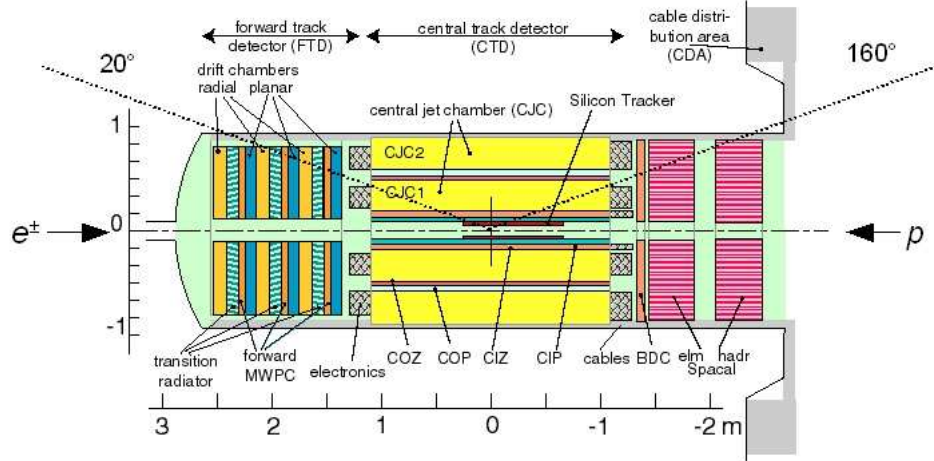 forward track
detector (FTD)
central track detector
(CTD)
cable distri-
bution area
(CDA)
20°
160°
drift chambers
radial planar
Silicon Tracker
central jet chamber (CJC)
1
CJC2
CJC1
0
e±
p
-1
transition
radiator
forward
MWPC
electronics
COZ
COP
CIZ
CIP
cables
BDC
elm hadr
Spacal
3 2 1 0 -1 -2 m